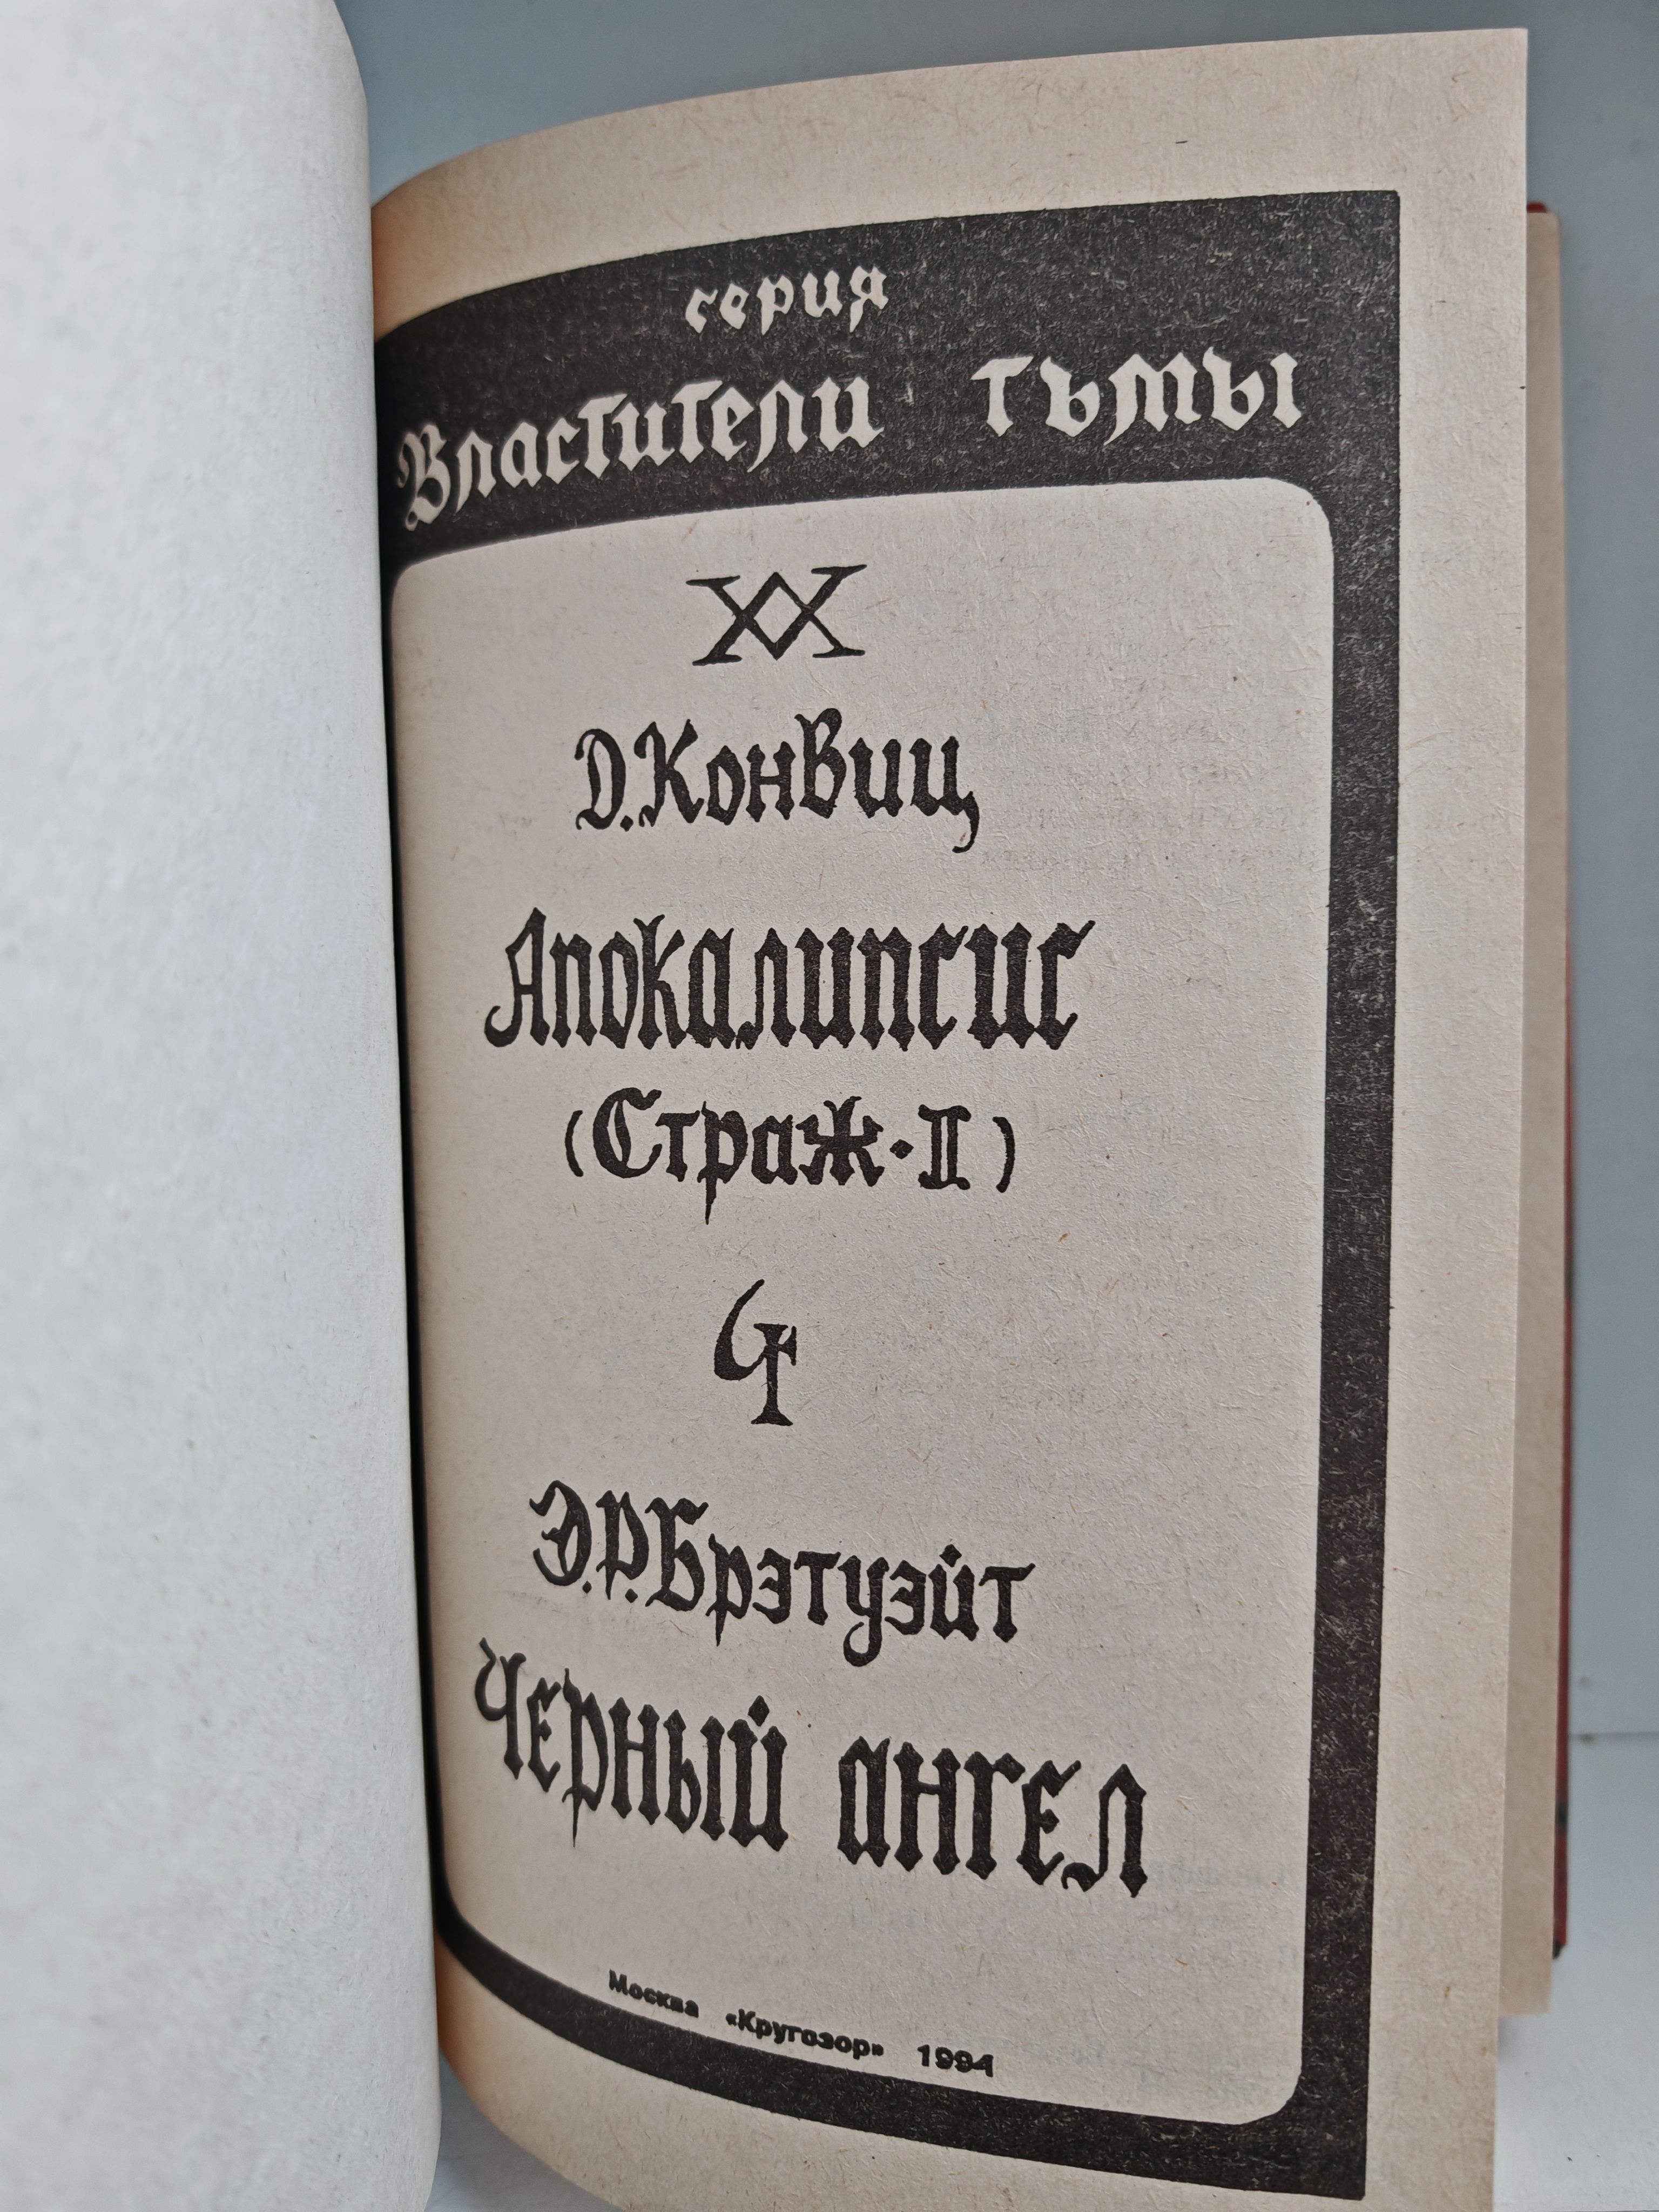 серия
Властители тьмы
XX
Д.Конвиц
Апокалипсис
(Страж-II)
Э.Р.Брэтуэйт
Черный ангел
Москва «Кругозор» 1994